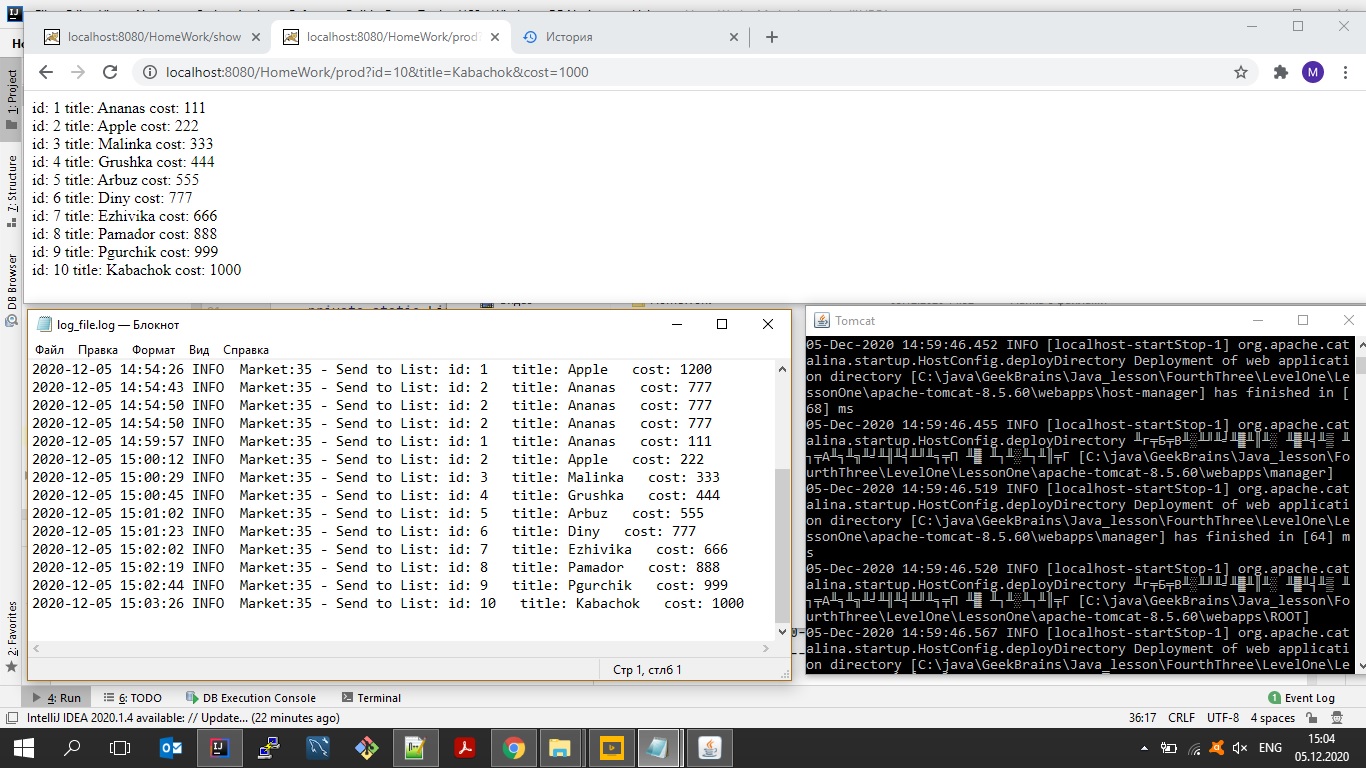 localhost:8080/HomeWork/show
localhost:8080/HomeWork/prod
История
localhost:8080/HomeWork/prod?id=10&title=Kabachok&cost=1000
M
id: 1 title: Ananas cost: 111
id: 2 title: Apple cost: 222
id: 3 title: Malinka cost: 333
id: 4 title: Grushka cost: 444
id: 5 title: Arbuz cost: 555
id: 6 title: Diny cost: 777
id: 7 title: Ezhivika cost: 666
id: 8 title: Pamador cost: 888
id: 9 title: Pgurchik cost: 999
id: 10 title: Kabachok cost: 1000
1: Project
7: Structure
DB Browser
2: Favorites
log_file.log — Блокнот
Файл Правка Формат Вид Справка
2020-12-05 14:54:26 INFO Market:35 - Send to List: id: 1 title: Apple cost: 1200
2020-12-05 14:54:43 INFO Market:35 - Send to List: id: 2 title: Ananas cost: 777
2020-12-05 14:54:50 INFO Market:35 - Send to List: id: 2 title: Ananas cost: 777
2020-12-05 14:54:50 INFO Market:35 - Send to List: id: 2 title: Ananas cost: 777
2020-12-05 14:59:57 INFO Market:35 - Send to List: id: 1 title: Ananas cost: 111
2020-12-05 15:00:12 INFO Market:35 - Send to List: id: 2 title: Apple cost: 222
2020-12-05 15:00:29 INFO Market:35 - Send to List: id: 3 title: Malinka cost: 333
2020-12-05 15:00:45 INFO Market:35 - Send to List: id: 4 title: Grushka cost: 444
2020-12-05 15:01:02 INFO Market:35 - Send to List: id: 5 title: Arbuz cost: 555
2020-12-05 15:01:23 INFO Market:35 - Send to List: id: 6 title: Diny cost: 777
2020-12-05 15:02:02 INFO Market:35 - Send to List: id: 7 title: Ezhivika cost: 666
2020-12-05 15:02:19 INFO Market:35 - Send to List: id: 8 title: Pamador cost: 888
2020-12-05 15:02:44 INFO Market:35 - Send to List: id: 9 title: Pgurchik cost: 999
2020-12-05 15:03:26 INFO Market:35 - Send to List: id: 10 title: Kabachok cost: 1000
Стр 1, стлб 1
Tomcat
05-Dec-2020 14:59:46.452 INFO [localhost-startStop-1] org.apache.cat
alina.startup.HostConfig.deployDirectory Deployment of web applicati
on directory [C:\java\GeekBrains\Java_lesson\FourthThree\LevelOne\Le
ssonOne\apache-tomcat-8.5.60\webapps\host-manager] has finished in [
68] ms
05-Dec-2020 14:59:46.455 INFO [localhost-startStop-1] org.apache.cat
alina.startup.HostConfig.deployDirectory
[C:\java\GeekBrains\Java_lesson\Fo
urthThree\LevelOne\LessonOne\apache-tomcat-8.5.60\webapps\manager]
05-Dec-2020 14:59:46.519 INFO [localhost-startStop-1] org.apache.cat
alina.startup.HostConfig.deployDirectory Deployment of web applicati
on directory [C:\java\GeekBrains\Java_lesson\FourthThree\LevelOne\Le
ssonOne\apache-tomcat-8.5.60\webapps\manager] has finished in [64] m
s
05-Dec-2020 14:59:46.520 INFO [localhost-startStop-1] org.apache.cat
alina.startup.HostConfig.deployDirectory
[C:\java\GeekBrains\Java_lesson\Fo
urthThree\LevelOne\LessonOne\apache-tomcat-8.5.60\webapps\ROOT]
05-Dec-2020 14:59:46.567 INFO [localhost-startStop-1] org.apache.cat
alina.startup.HostConfig.deployDirectory Deployment of web applicati
on directory [C:\java\GeekBrains\Java_lesson\FourthThree\LevelOne\Le
4: Run 6: TODO DB Execution Console Terminal 1 Event Log
IntelliJ IDEA 2020.1.4 available: // Update... (22 minutes ago) 36:17 CRLF UTF-8 4 spaces
ENG 15:04
05.12.2020